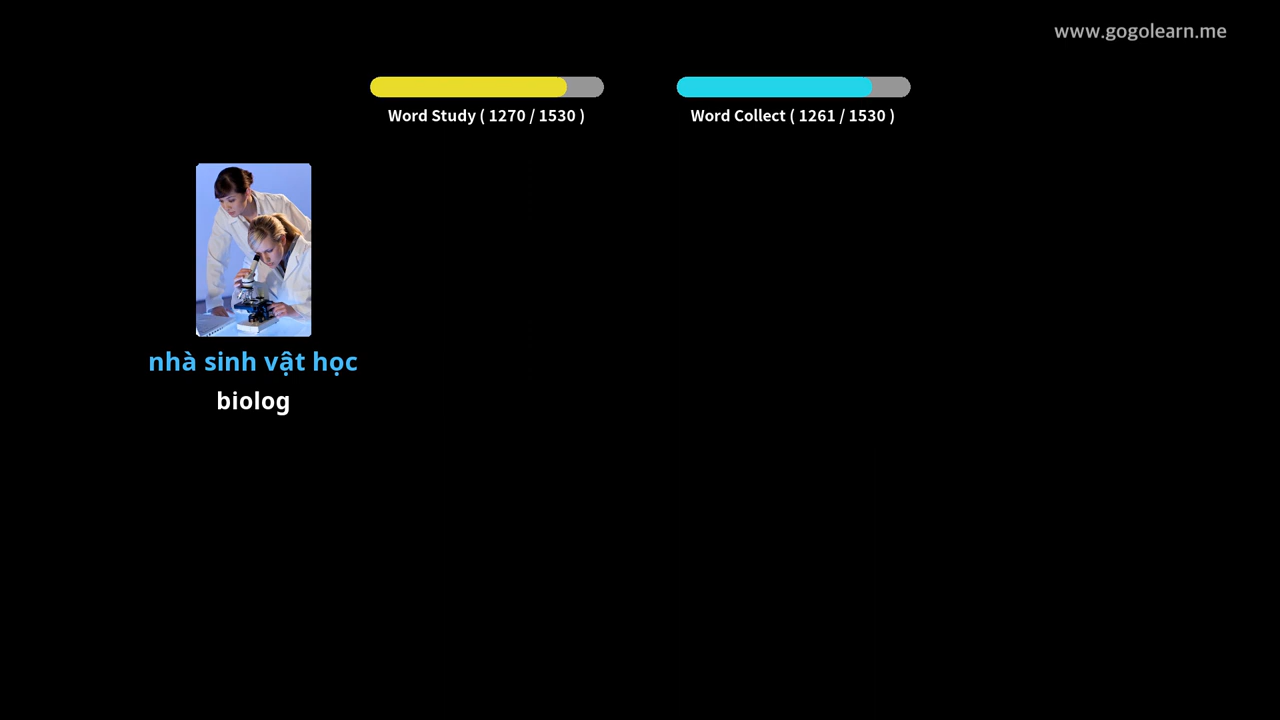 www.gogolearn.me
Word Study ( 1270 / 1530 )
Word Collect ( 1261 / 1530 )
nhà sinh vật học
biolog